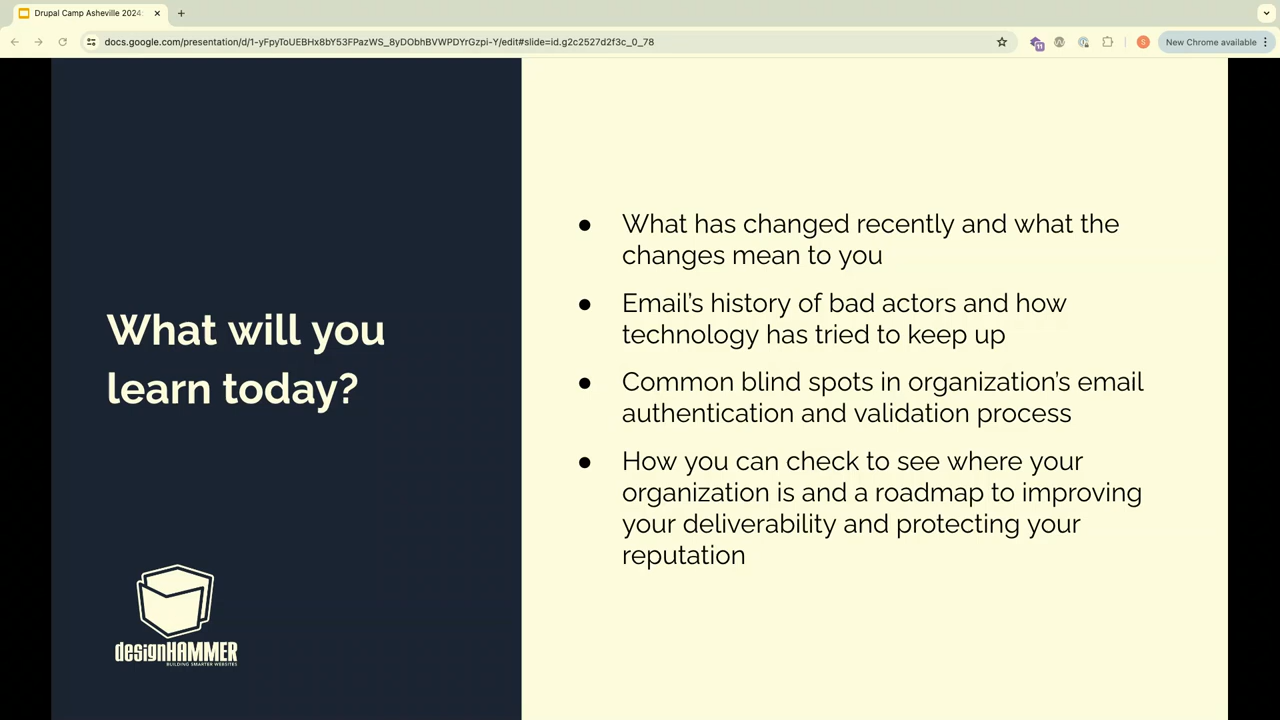 Drupal Camp Asheville 2024:
docs.google.com/presentation/d/1-yFpyToUEBHx8bY53FPazWS_8yDObhBVWPDYrGzpi-Y/edit#slide=id.g2c2527d2f3c_0_78
11
S
New Chrome available
What will you
learn today?
● What has changed recently and what the
changes mean to you
● Email's history of bad actors and how
technology has tried to keep up
● Common blind spots in organization's email
authentication and validation process
● How you can check to see where your
organization is and a roadmap to improving
your deliverability and protecting your
reputation
designHAMMER
BUILDING SMARTER WEBSITES